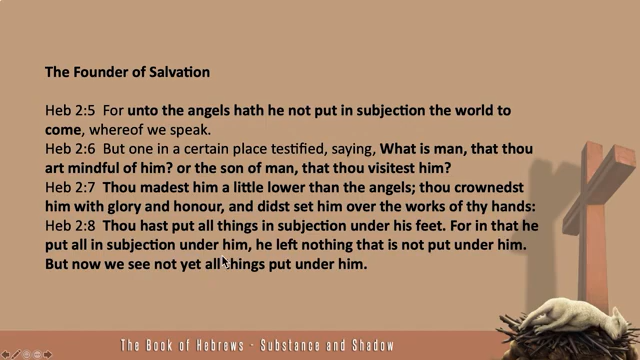 The Founder of Salvation
Heb 2:5 For unto the angels hath he not put in subjection the world to
come, whereof we speak.
Heb 2:6 But one in a certain place testified, saying, What is man, that thou
art mindful of him? or the son of man, that thou visitest him?
Heb 2:7 Thou madest him a little lower than the angels; thou crownedst
him with glory and honour, and didst set him over the works of thy hands:
Heb 2:8 Thou hast put all things in subjection under his feet. For in that he
put all in subjection under him, he left nothing that is not put under him.
But now we see not yet all things put under him.
The Book of Hebrews - Substance and Shadow